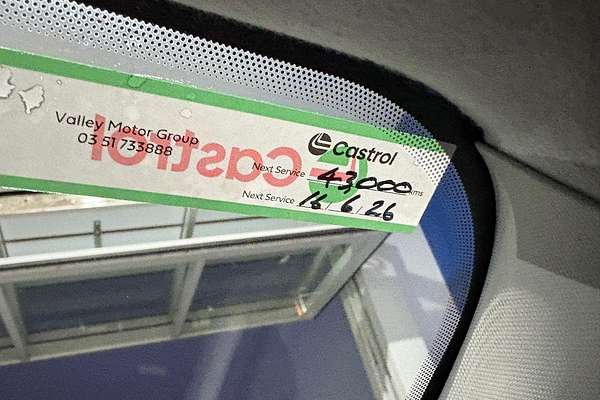 Valley Motor Group
03 51 733888
Castrol
Castrol
Next Service 43,000 kms
Next Service 16 / 6 / 26